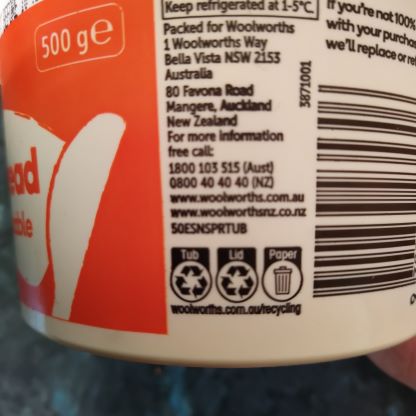 500 g e
ead
able
Keep refrigerated at 1-5°C.
Packed for Woolworths
1 Woolworths Way
Bella Vista NSW 2153
Australia
80 Favona Road
Mangere, Auckland
New Zealand
For more information
free call:
1800 103 515 (Aust)
0800 40 40 40 (NZ)
www.woolworths.com.au
www.woolworthsnz.co.nz
50ESNSPRTUB
Tub Lid Paper
woolworths.com.au/recycling
3871001
If you're not 100%
with your
we'll replace or